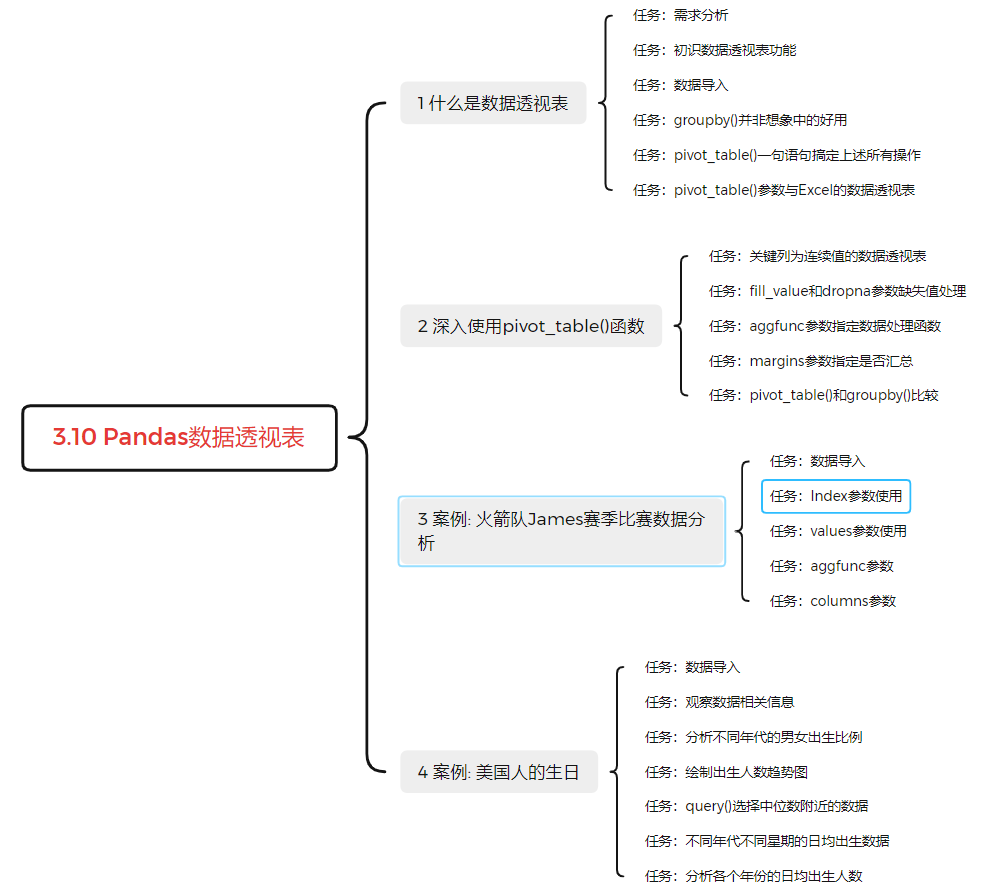 3.10 Pandas数据透视表
1 什么是数据透视表
任务：需求分析
任务：初识数据透视表功能
任务：数据导入
任务：groupby()并非想象中的好用
任务：pivot_table()一句语句搞定上述所有操作
任务：pivot_table()参数与Excel的数据透视表
2 深入使用pivot_table()函数
任务：关键列为连续值的数据透视表
任务：fill_value和dropna参数缺失值处理
任务：aggfunc参数指定数据处理函数
任务：margins参数指定是否汇总
任务：pivot_table()和groupby()比较
3 案例: 火箭队James赛季比赛数据分
析
任务：数据导入
任务：Index参数使用
任务：values参数使用
任务：aggfunc参数
任务：columns参数
4 案例: 美国人的生日
任务：数据导入
任务：观察数据相关信息
任务：分析不同年代的男女出生比例
任务：绘制出生人数趋势图
任务：query()选择中位数附近的数据
任务：不同年代不同星期的日均出生数据
任务：分析各个年份的日均出生人数